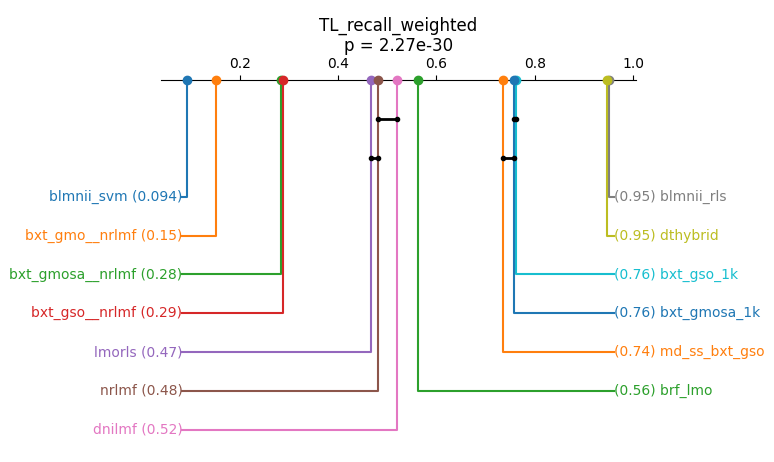 TL_recall_weighted
p = 2.27e-30
0.2 0.4 0.6 0.8 1.0
blmnii_svm (0.094) (0.95) blmnii_rls
bxt_gmo__nrlmf (0.15) (0.95) dthybrid
bxt_gmosa__nrlmf (0.28) (0.76) bxt_gso_1k
bxt_gso__nrlmf (0.29) (0.76) bxt_gmosa_1k
lmorls (0.47) (0.74) md_ss_bxt_gso
nrlmf (0.48) (0.56) brf_lmo
dnilmf (0.52)